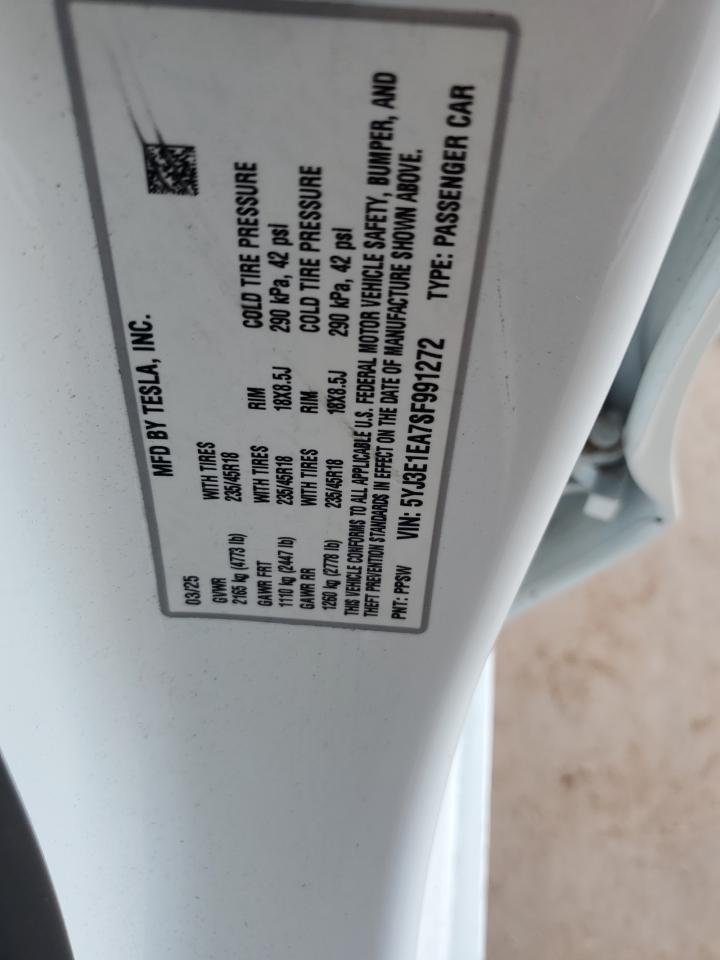 MFD BY TESLA, INC.
03/25
GVWR WITH TIRES
2165 kg (4773 lb) 235/45R18
GAWR FRT WITH TIRES RIM COLD TIRE PRESSURE
1110 kg (2447 lb) 235/45R18 18X8.5J 290 kPa, 42 psi
GAWR RR WITH TIRES RIM COLD TIRE PRESSURE
1260 kg (2778 lb) 235/45R18 18X8.5J 290 kPa, 42 psi
THIS VEHICLE CONFORMS TO ALL APPLICABLE U.S. FEDERAL MOTOR VEHICLE SAFETY, BUMPER, AND
THEFT PREVENTION STANDARDS IN EFFECT ON THE DATE OF MANUFACTURE SHOWN ABOVE.
PNT: PPSW VIN: 5YJ3E1EA7SF991272 TYPE: PASSENGER CAR